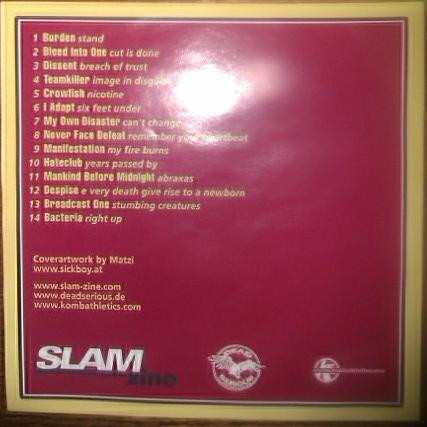 1 Burden stand
2 Bleed Into One cut is done
3 Dissent breach of trust
4 Teamkiller image in disguise
5 Crowfish nicotine
6 I Adapt six feet under
7 My Own Disaster can't change
8 Never Face Defeat remember your heartbeat
9 Manifestation my fire burns
10 Hateclub years passed by
11 Mankind Before Midnight abraxas
12 Despise e very death give rise to a newborn
13 Broadcast One stumbing creatures
14 Bacteria right up
Coverartwork by Matzi
www.sickboy.at
www.slam-zine.com
www.deadserious.de
www.kombathletics.com
SLAM
zine
DEAD
SERIOUS